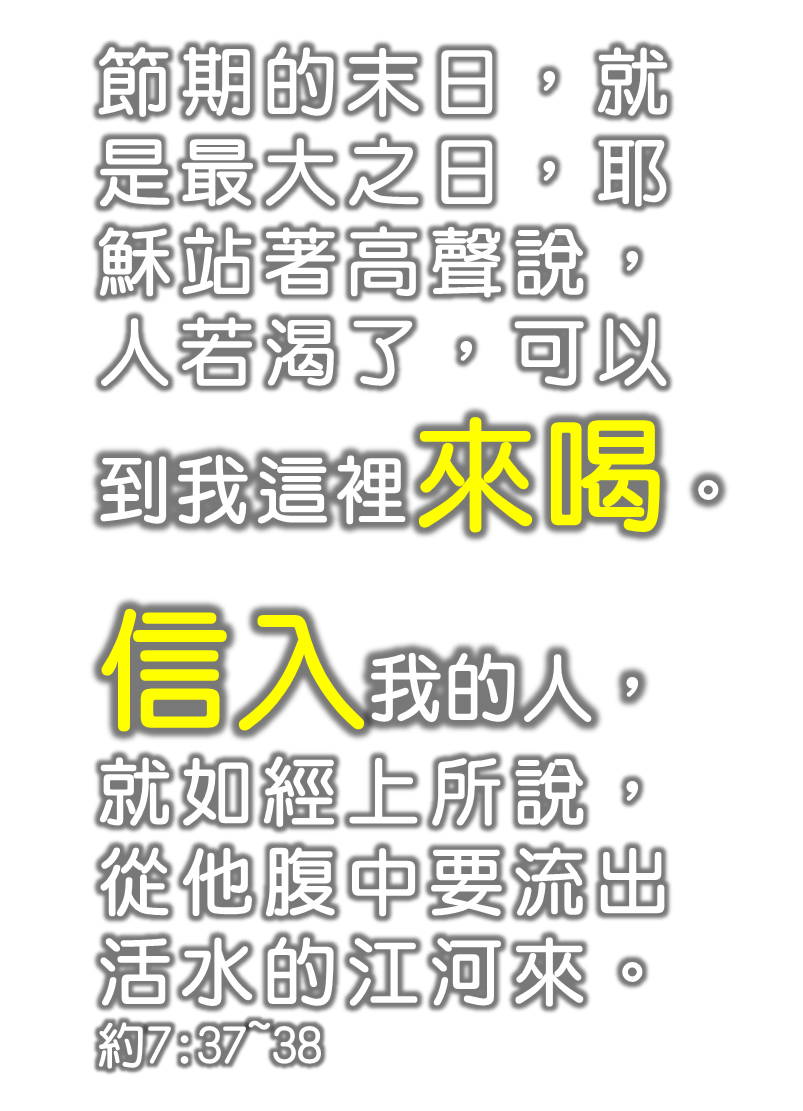 節期的末日，就
是最大之日，耶
穌站著高聲說，
人若渴了，可以
到我這裡來喝。
信入我的人，
就如經上所說，
從他腹中要流出
活水的江河來。
約7:37~38